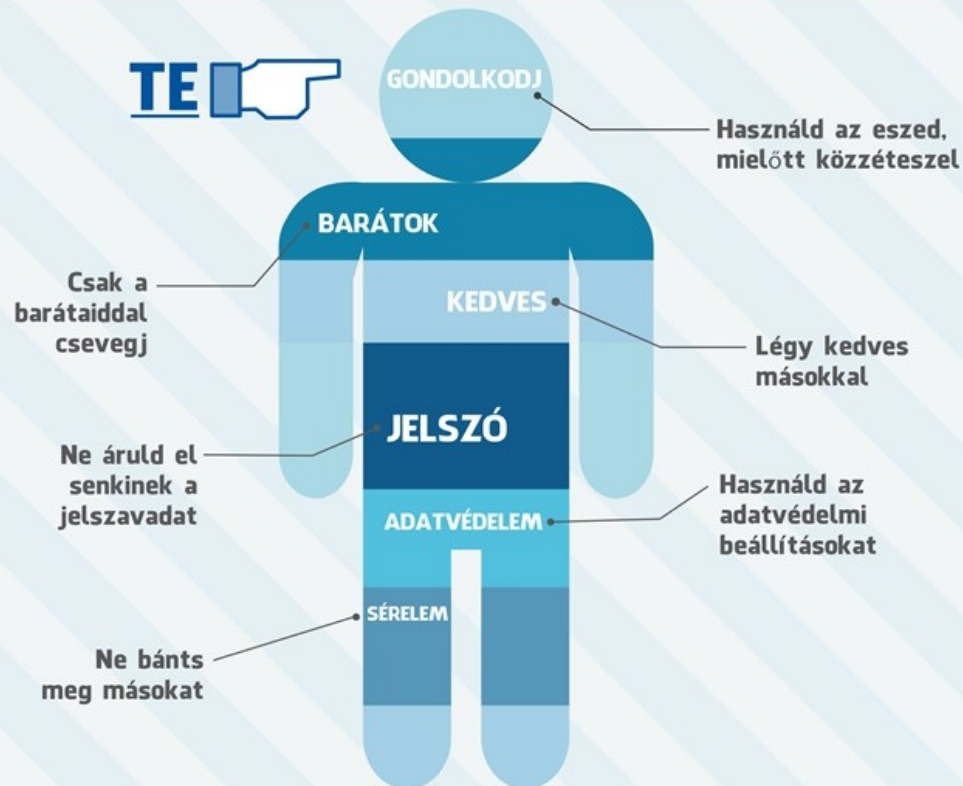 TE
GONDOLKODJ
Használd az eszed,
mielőtt közzéteszel
BARÁTOK
Csak a
barátaiddal
csevegj
KEDVES
Légy kedves
másokkal
JELSZÓ
Ne áruld el
senkinek a
jelszavadat
ADATVÉDELEM
Használd az
adatvédelmi
beállításokat
SÉRELEM
Ne bánts
meg másokat